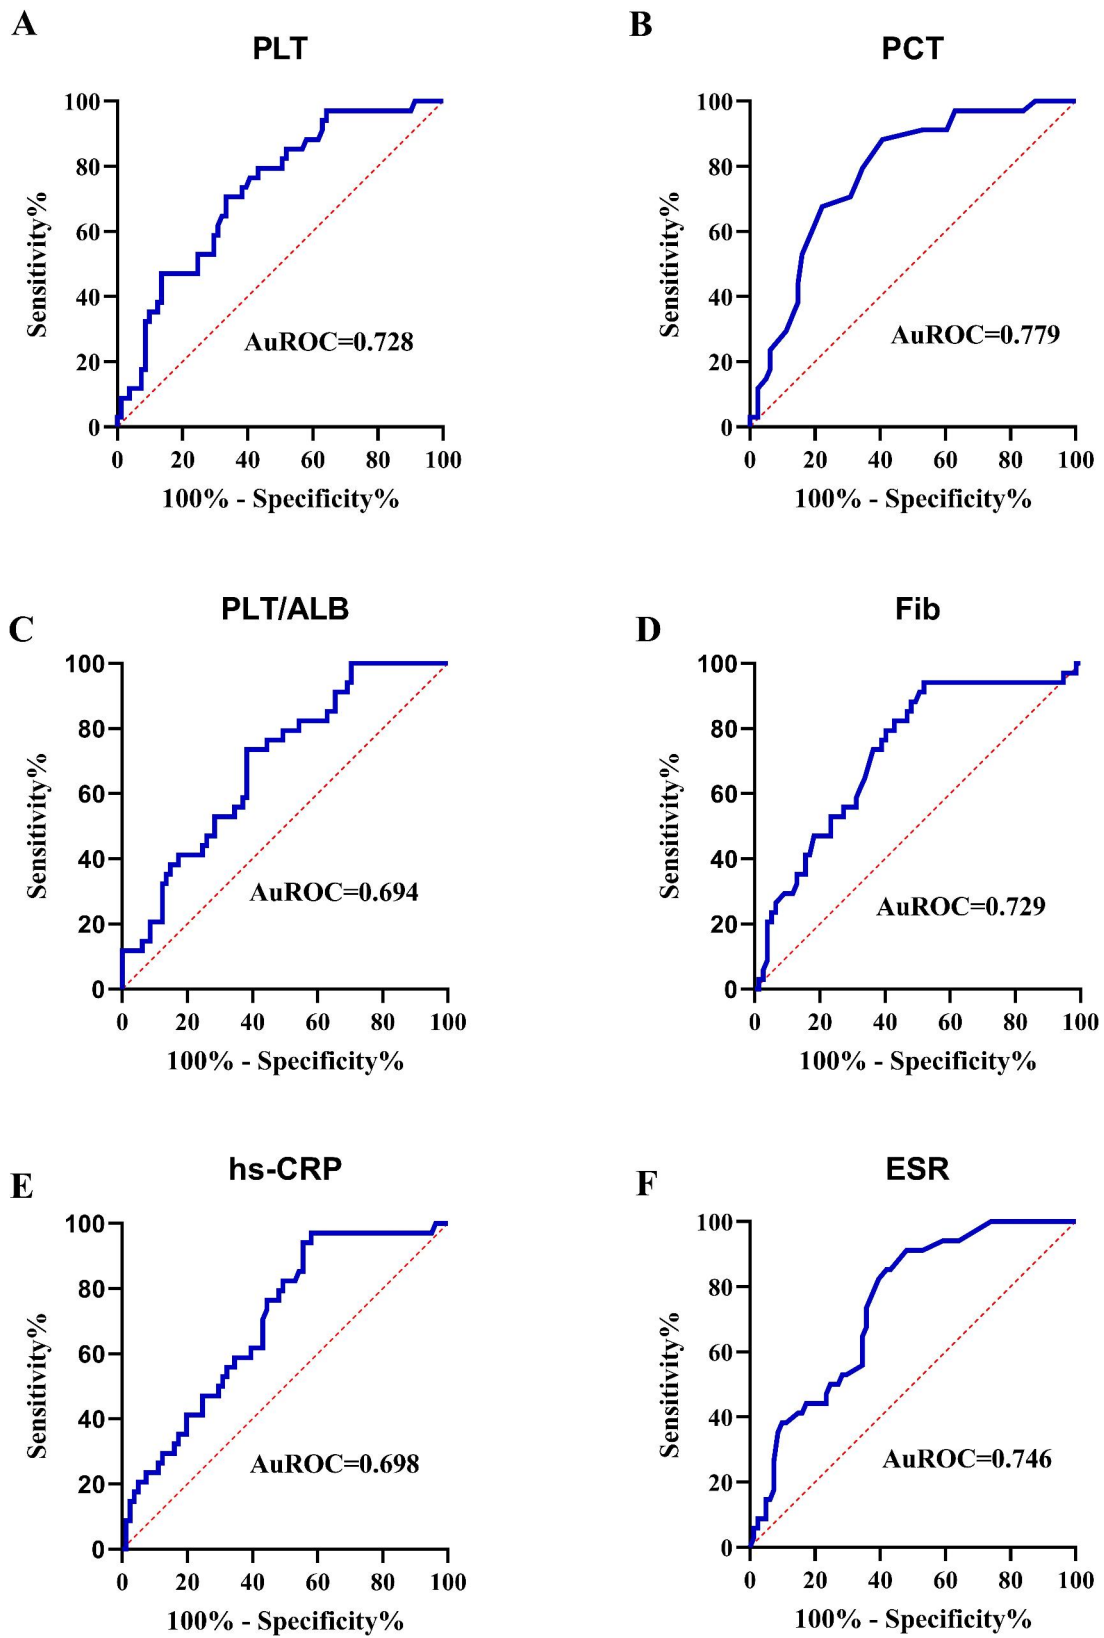 A
PLT
100
80
60
40
20
0
Sensitivity%
AuROC=0.728
0 20 40 60 80 100
100% - Specificity%
B
PCT
100
80
60
40
20
0
Sensitivity%
AuROC=0.779
0 20 40 60 80 100
100% - Specificity%
C
PLT/ALB
100
80
60
40
20
0
Sensitivity%
AuROC=0.694
0 20 40 60 80 100
100% - Specificity%
D
Fib
100
80
60
40
20
0
Sensitivity%
AuROC=0.729
0 20 40 60 80 100
100% - Specificity%
E
hs-CRP
100
80
60
40
20
0
Sensitivity%
AuROC=0.698
0 20 40 60 80 100
100% - Specificity%
F
ESR
100
80
60
40
20
0
Sensitivity%
AuROC=0.746
0 20 40 60 80 100
100% - Specificity%